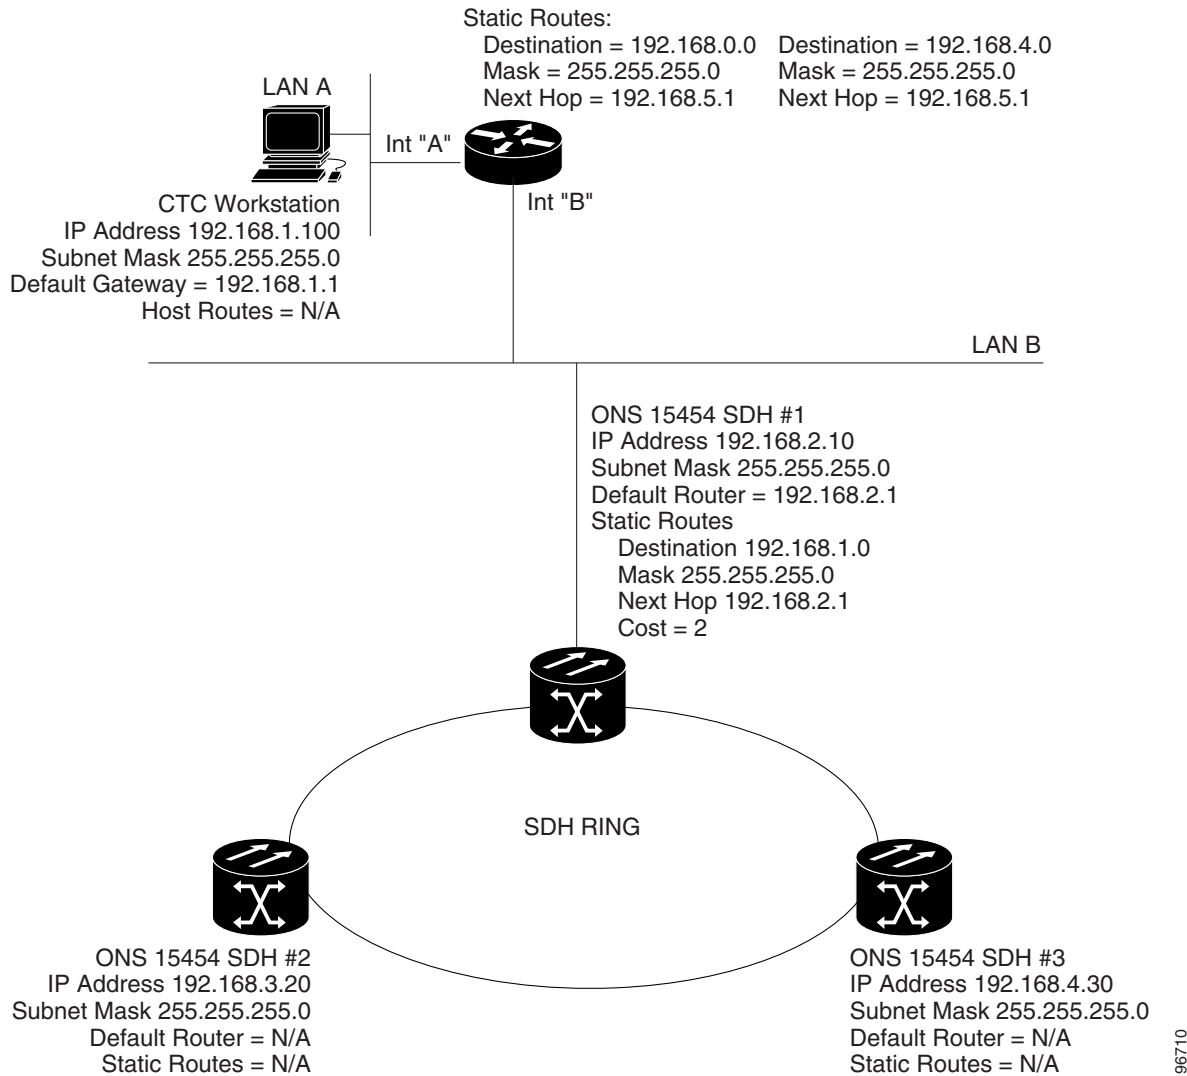 Static Routes:
Destination = 192.168.0.0
Mask = 255.255.255.0
Next Hop = 192.168.5.1
Destination = 192.168.4.0
Mask = 255.255.255.0
Next Hop = 192.168.5.1
LAN A
Int "A"
Int "B"
CTC Workstation
IP Address 192.168.1.100
Subnet Mask 255.255.255.0
Default Gateway = 192.168.1.1
Host Routes = N/A
LAN B
ONS 15454 SDH #1
IP Address 192.168.2.10
Subnet Mask 255.255.255.0
Default Router = 192.168.2.1
Static Routes
Destination 192.168.1.0
Mask 255.255.255.0
Next Hop 192.168.2.1
Cost = 2
SDH RING
ONS 15454 SDH #2
IP Address 192.168.3.20
Subnet Mask 255.255.255.0
Default Router = N/A
Static Routes = N/A
ONS 15454 SDH #3
IP Address 192.168.4.30
Subnet Mask 255.255.255.0
Default Router = N/A
Static Routes = N/A
96710